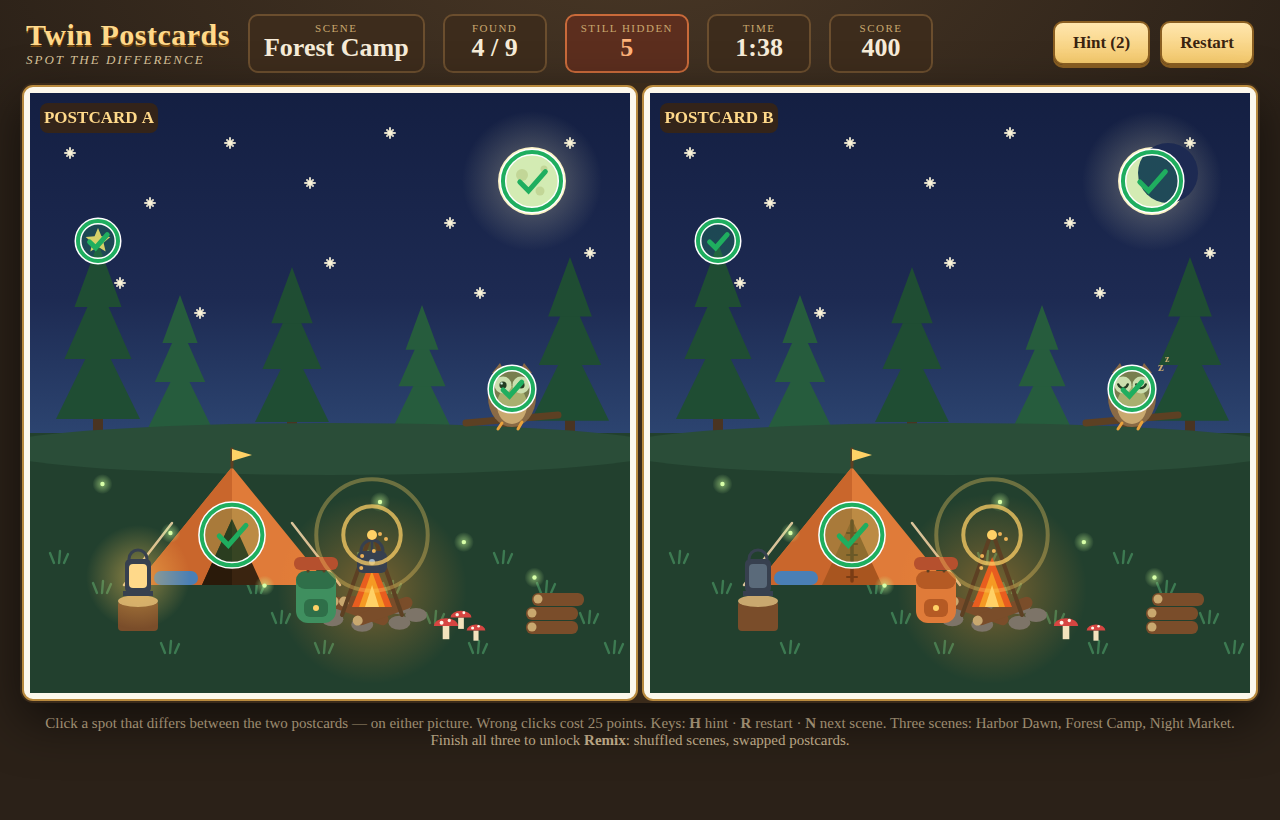 Twin Postcards
SPOT THE DIFFERENCE
SCENE
Forest Camp
FOUND
4 / 9
STILL HIDDEN
5
TIME
1:38
SCORE
400
Hint (2)
Restart
POSTCARD A
POSTCARD B
z
z
Click a spot that differs between the two postcards — on either picture. Wrong clicks cost 25 points. Keys: H hint · R restart · N next scene. Three scenes: Harbor Dawn, Forest Camp, Night Market.
Finish all three to unlock Remix: shuffled scenes, swapped postcards.